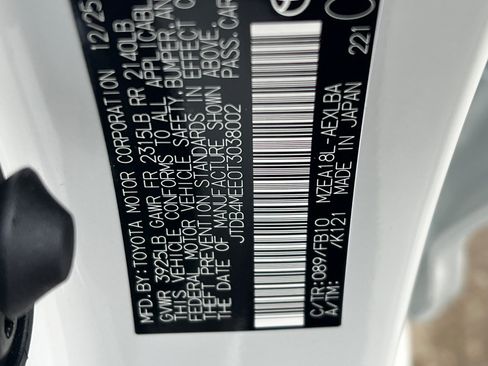 MFD. BY: TOYOTA MOTOR CORPORATION 12/25
GVWR 3925LB GAWR FR 2315LB RR 2140LB
THIS VEHICLE CONFORMS TO ALL APPLICABL
FEDERAL MOTOR VEHICLE SAFETY, BUMPER, AND
THEFT PREVENTION STANDARDS IN EFFECT O
THE DATE OF MANUFACTURE SHOWN ABOVE.
JTDB4MEE0T3038002 PASS.CAR
C/TR: 089/FB10 MZEA18L-AEXLBA
A/TM: /K121 MADE IN JAPAN
221